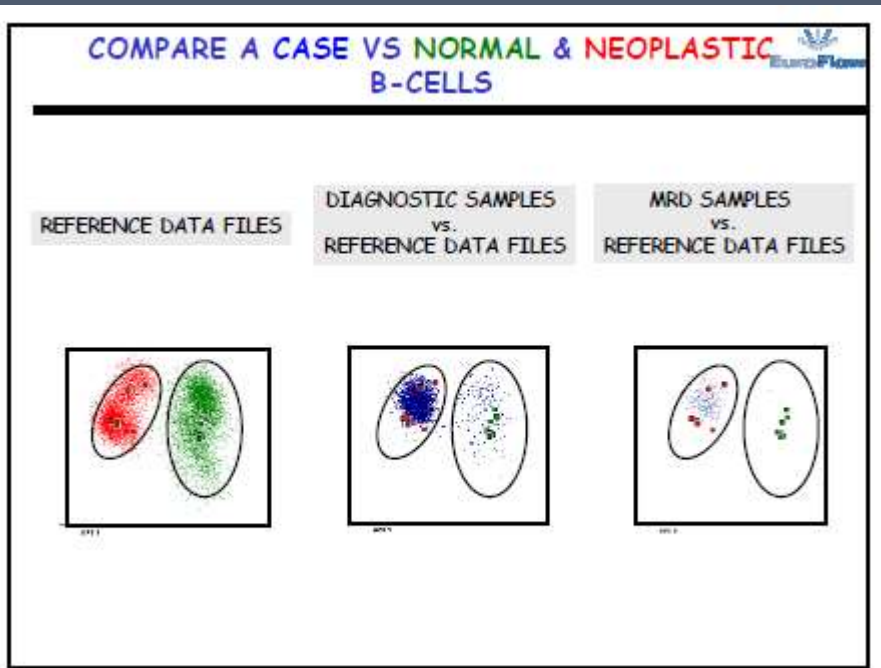 COMPARE A CASE VS NORMAL & NEOPLASTIC
B-CELLS
EuroFlow
REFERENCE DATA FILES
DIAGNOSTIC SAMPLES
vs.
REFERENCE DATA FILES
MRD SAMPLES
vs.
REFERENCE DATA FILES